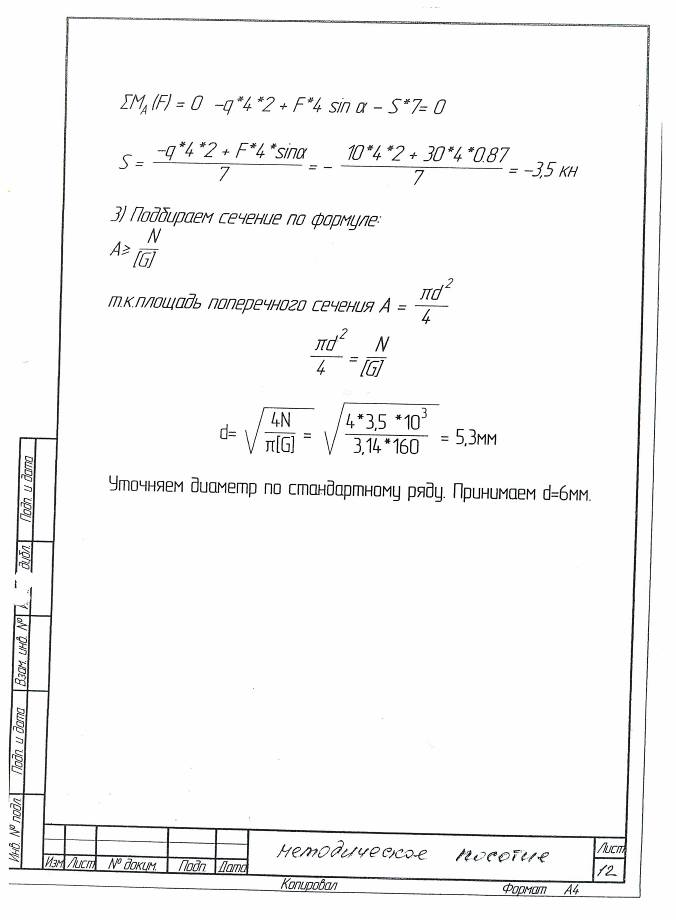 ΣM_A(F) = 0 -q*4*2 + F*4 sin α - S*7= 0
S = (-q*4*2 + F*4*sinα)/7 = - (10*4*2 + 30*4*0.87)/7 = -3,5 кн
3) Подбираем сечение по формуле:
A≥ N/[G]
т.к.площадь поперечного сечения A = πd²/4
πd²/4 = N/[G]
d= √(4N/π[G]) = √(4*3,5*10³/3,14*160) = 5,3мм
Уточняем диаметр по стандартному ряду. Принимаем d=6мм.
Подп. и дата
дубл.
Взам. инв. №
Подп. и дата
Инв. № подл.
Изм Лист № доким. Подп. Дата
методическое пособие
Лист
12
Копировал Формат А4